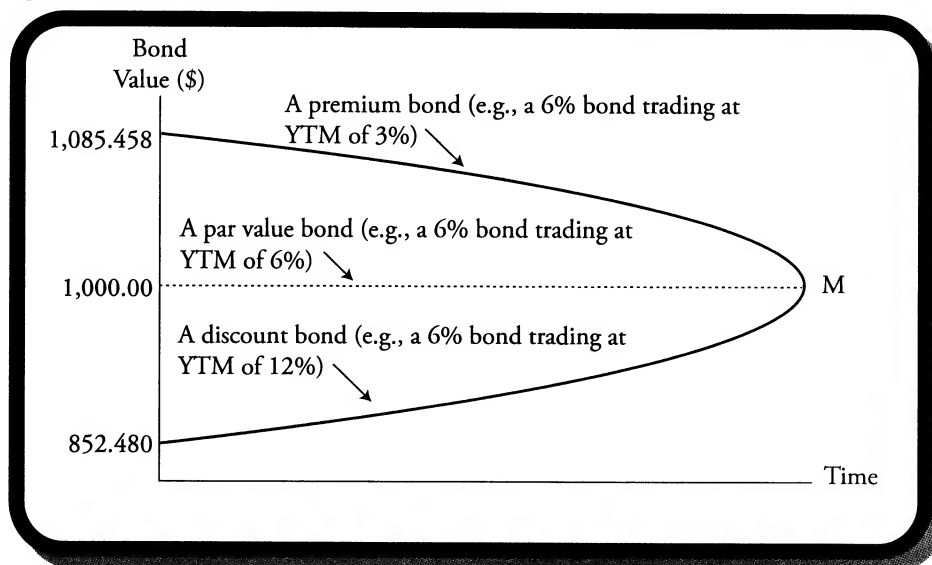 Bond
Value ($)
A premium bond (e.g., a 6% bond trading at
YTM of 3%)
1,085.458
A par value bond (e.g., a 6% bond trading at
YTM of 6%)
1,000.00
M
A discount bond (e.g., a 6% bond trading at
YTM of 12%)
852.480
Time